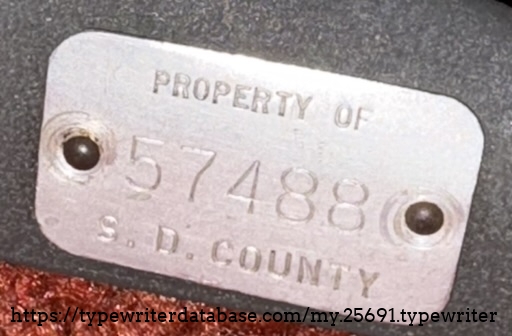 PROPERTY OF
57488
S. D. COUNTY
https://typewriterdatabase.com/my.25691.typewriter